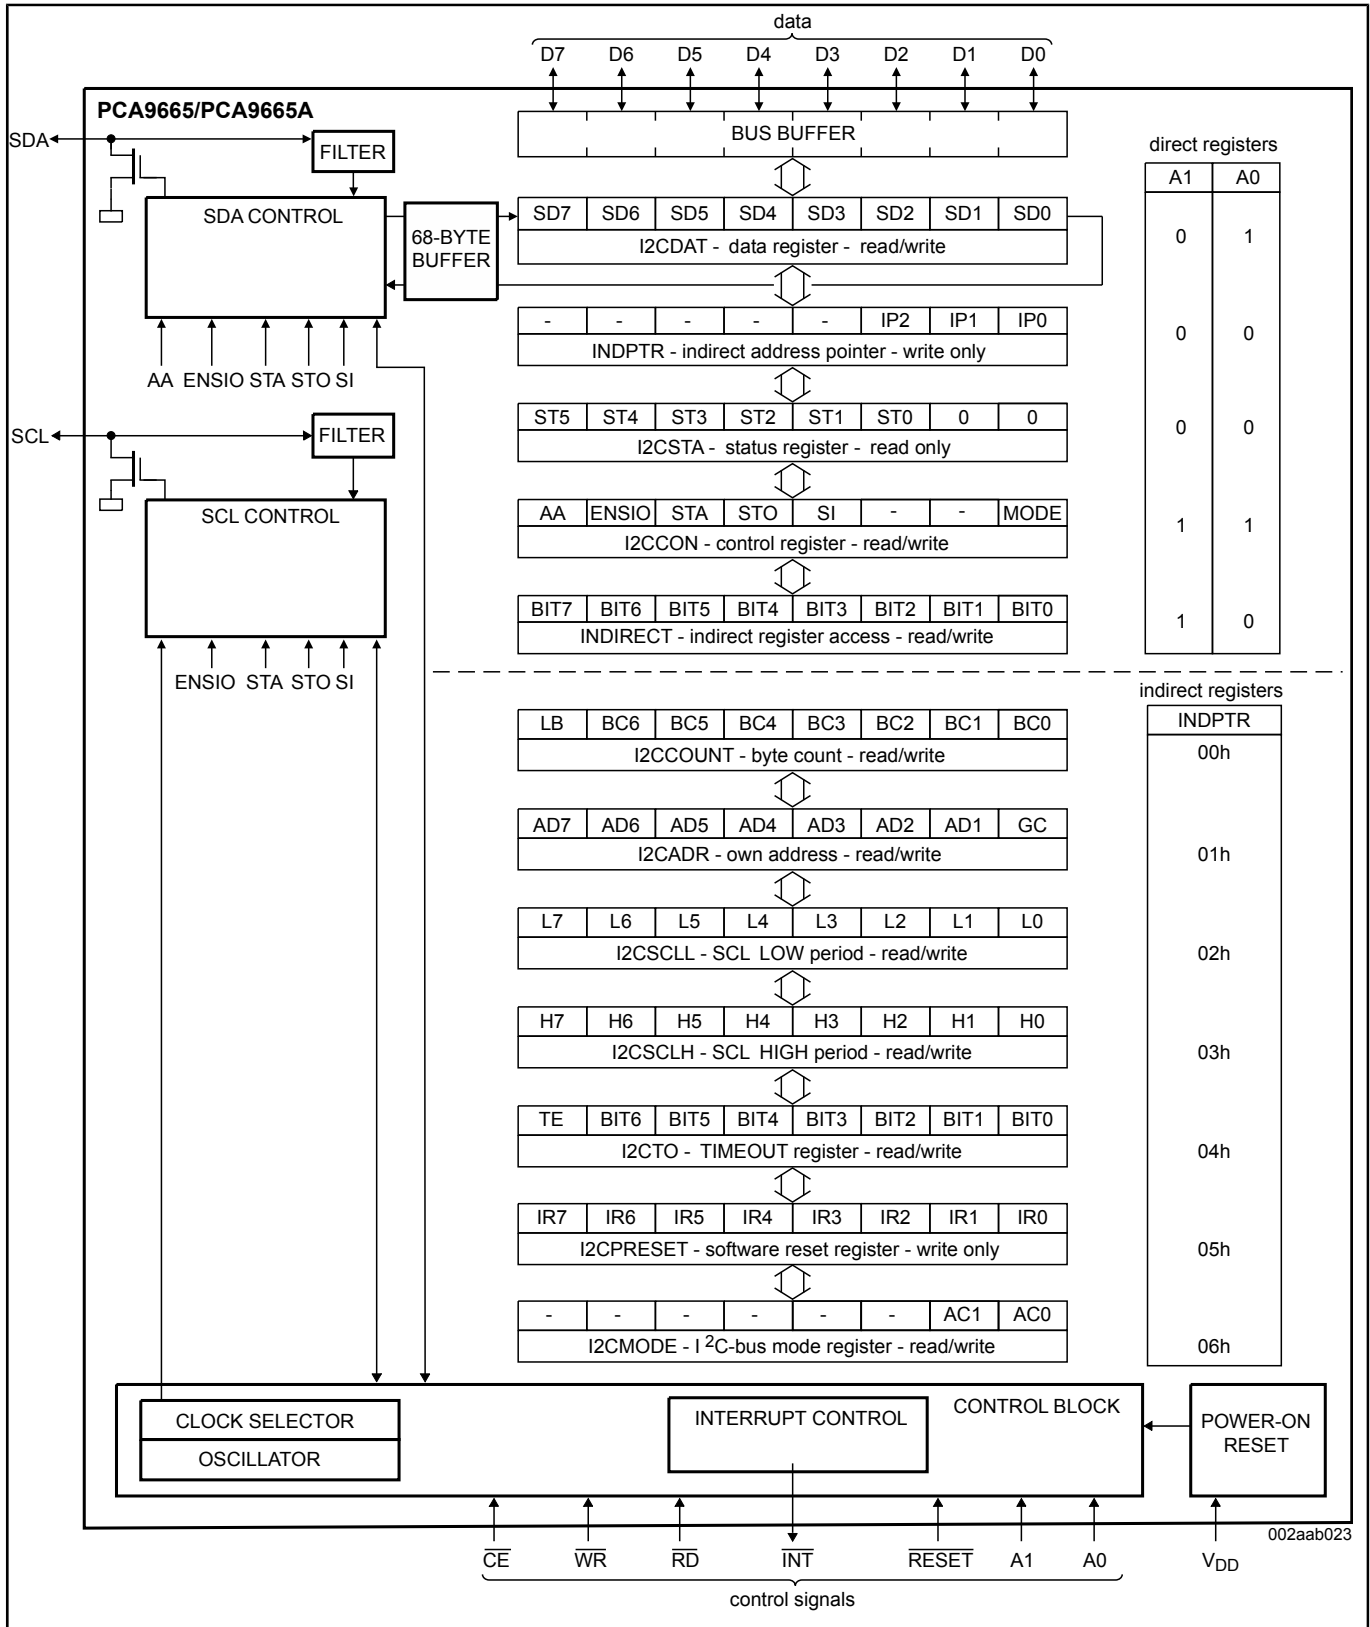 data
D7 D6 D5 D4 D3 D2 D1 D0
PCA9665/PCA9665A
BUS BUFFER
SDA
FILTER
SDA CONTROL
68-BYTE
BUFFER
AA ENSIO STA STO SI
SCL
FILTER
SCL CONTROL
ENSIO STA STO SI
direct registers
A1 A0
SD7 SD6 SD5 SD4 SD3 SD2 SD1 SD0
I2CDAT - data register - read/write
0 1
- - - - - IP2 IP1 IP0
INDPTR - indirect address pointer - write only
0 0
ST5 ST4 ST3 ST2 ST1 ST0 0 0
I2CSTA - status register - read only
0 0
AA ENSIO STA STO SI - - MODE
I2CCON - control register - read/write
1 1
BIT7 BIT6 BIT5 BIT4 BIT3 BIT2 BIT1 BIT0
INDIRECT - indirect register access - read/write
1 0
indirect registers
INDPTR
LB BC6 BC5 BC4 BC3 BC2 BC1 BC0
I2CCOUNT - byte count - read/write
00h
AD7 AD6 AD5 AD4 AD3 AD2 AD1 GC
I2CADR - own address - read/write
01h
L7 L6 L5 L4 L3 L2 L1 L0
I2CSCLL - SCL LOW period - read/write
02h
H7 H6 H5 H4 H3 H2 H1 H0
I2CSCLH - SCL HIGH period - read/write
03h
TE BIT6 BIT5 BIT4 BIT3 BIT2 BIT1 BIT0
I2CTO - TIMEOUT register - read/write
04h
IR7 IR6 IR5 IR4 IR3 IR2 IR1 IR0
I2CPRESET - software reset register - write only
05h
- - - - - - AC1 AC0
I2CMODE - I 2C-bus mode register - read/write
06h
CLOCK SELECTOR
OSCILLATOR
INTERRUPT CONTROL
CONTROL BLOCK
POWER-ON
RESET
002aab023
CE WR RD INT RESET A1 A0 VDD
control signals